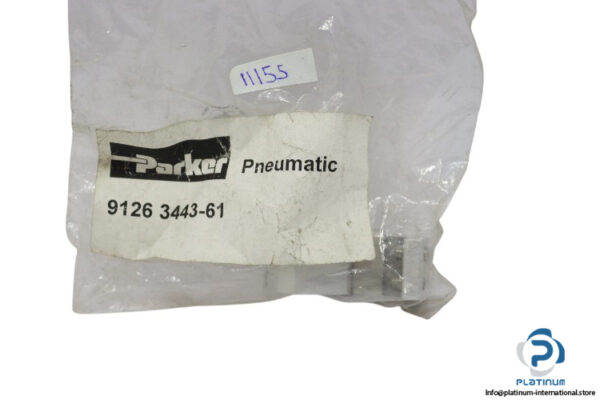 11155
Parker Pneumatic
9126 3443-61
PLATINUM
Info@platinum-international.store